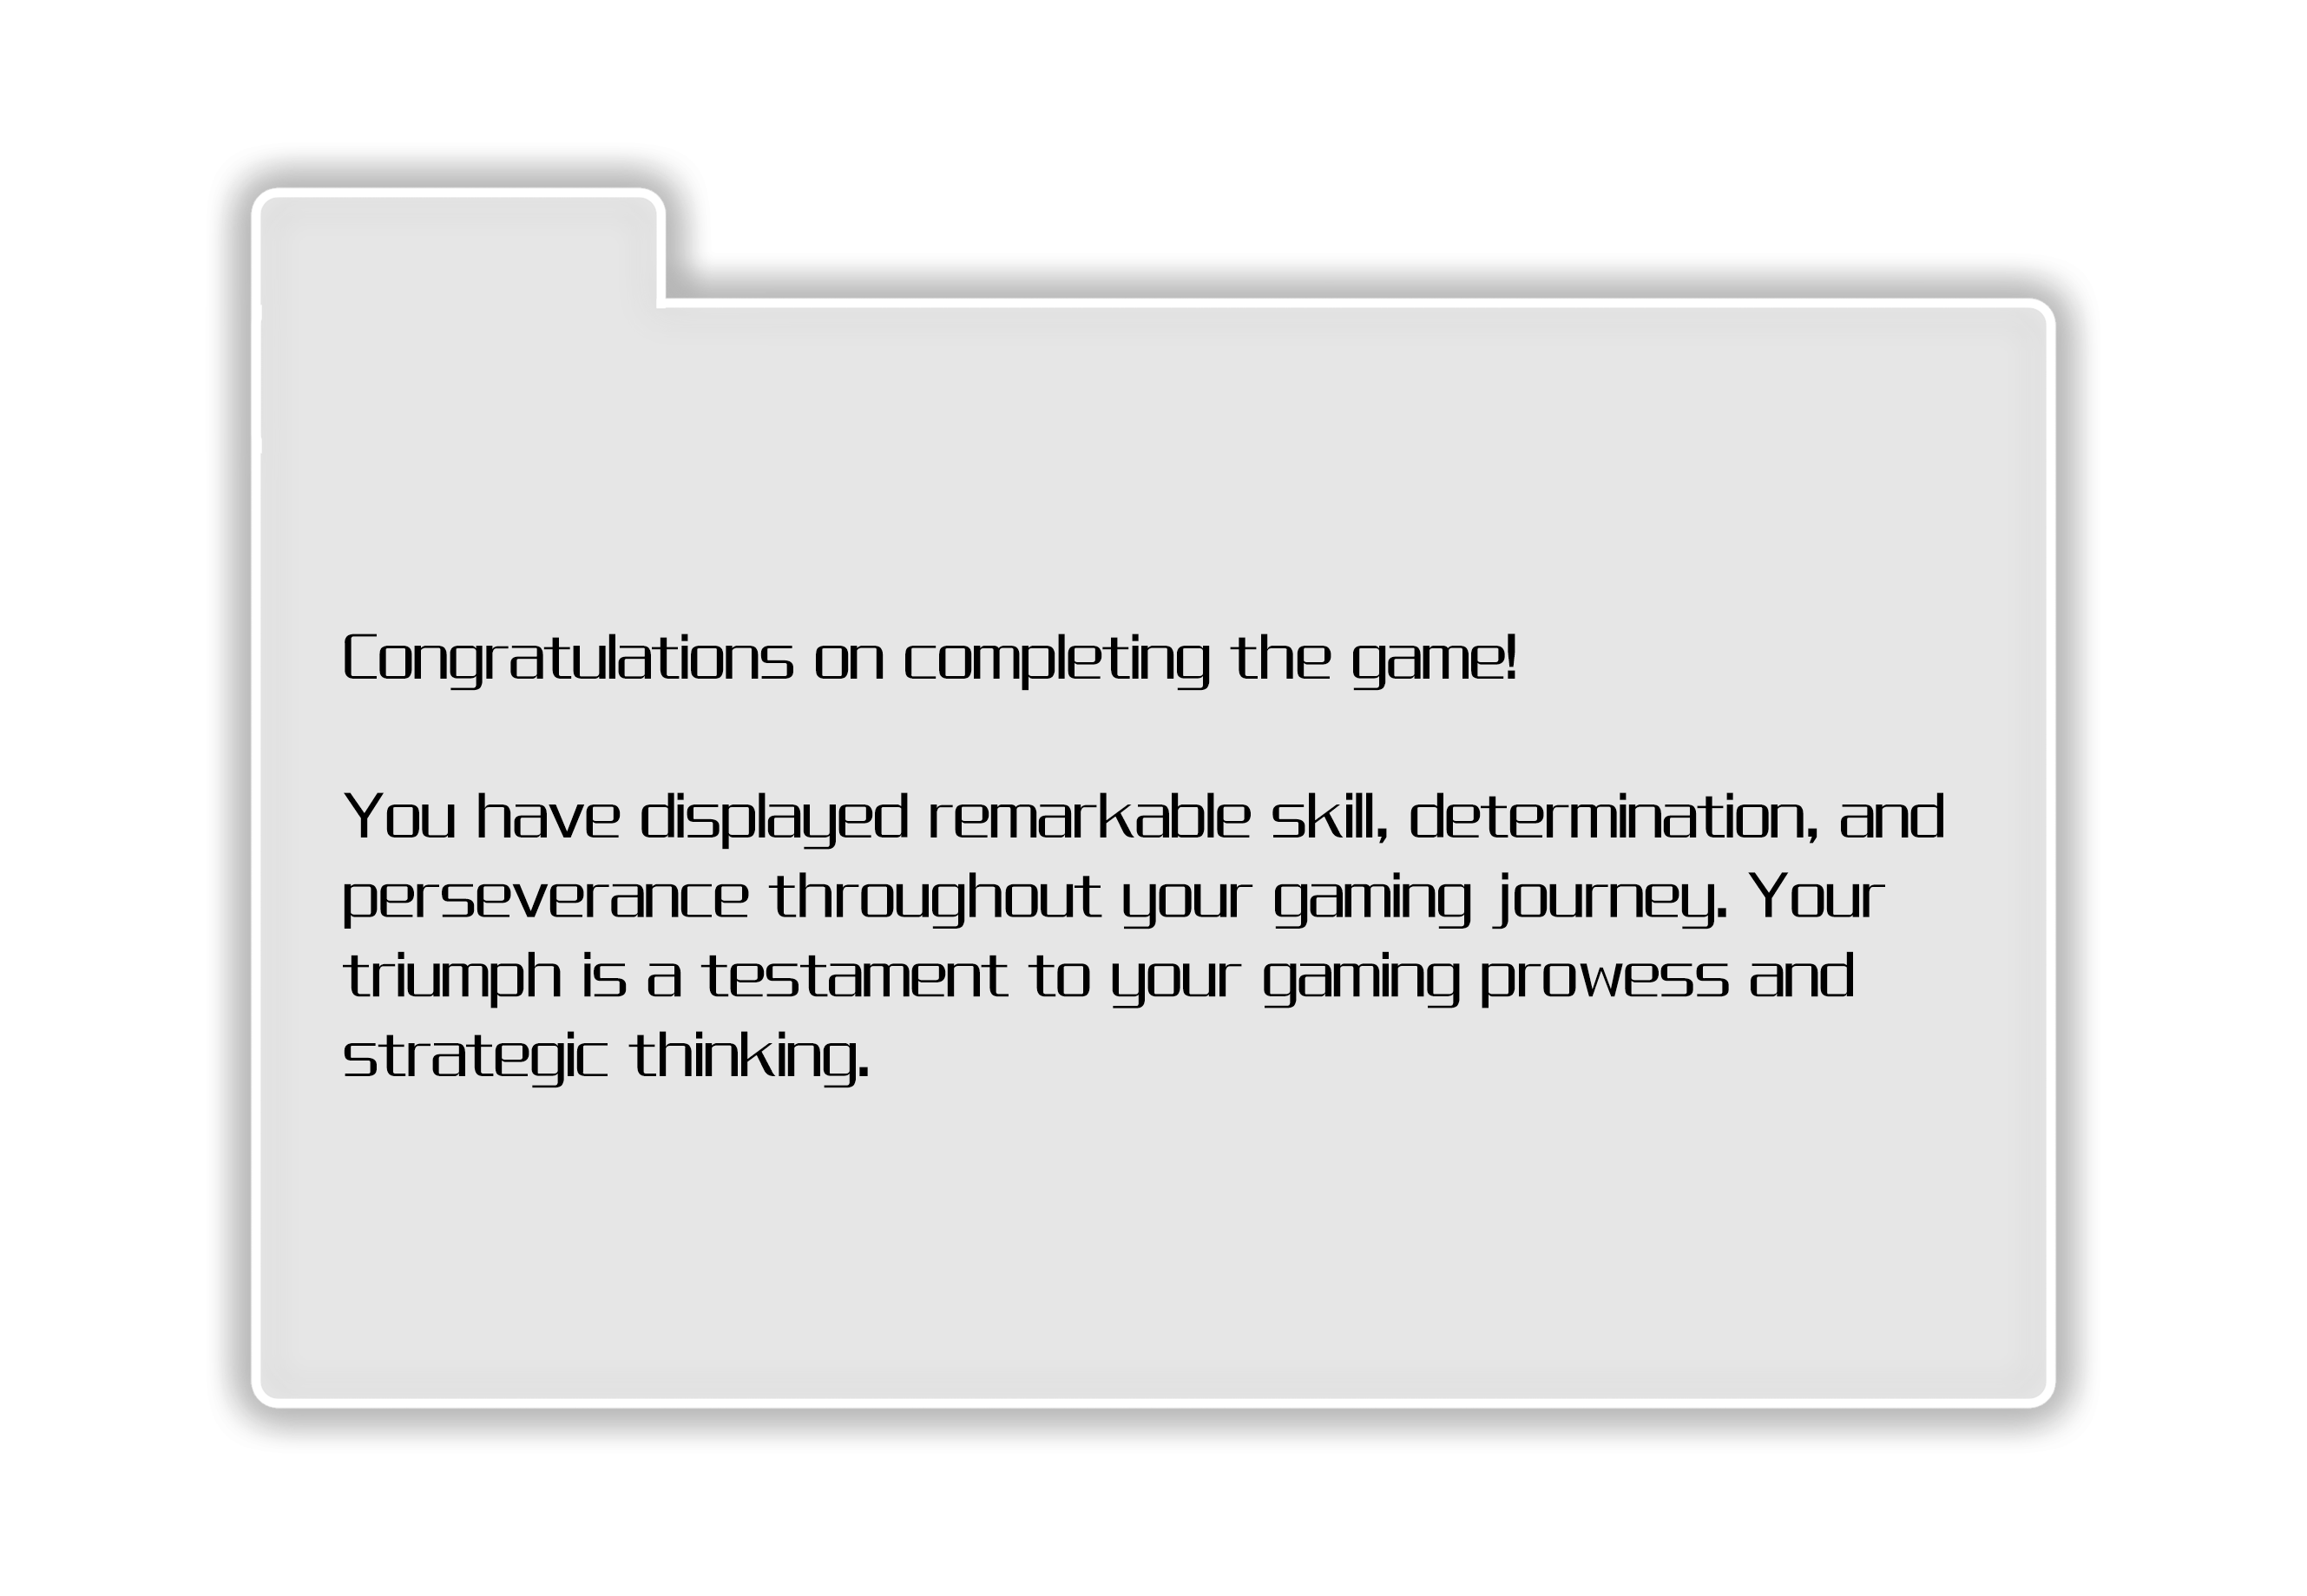 Congratulations on completing the game!
You have displayed remarkable skill, determination, and
perseverance throughout your gaming journey. Your
triumph is a testament to your gaming prowess and
strategic thinking.